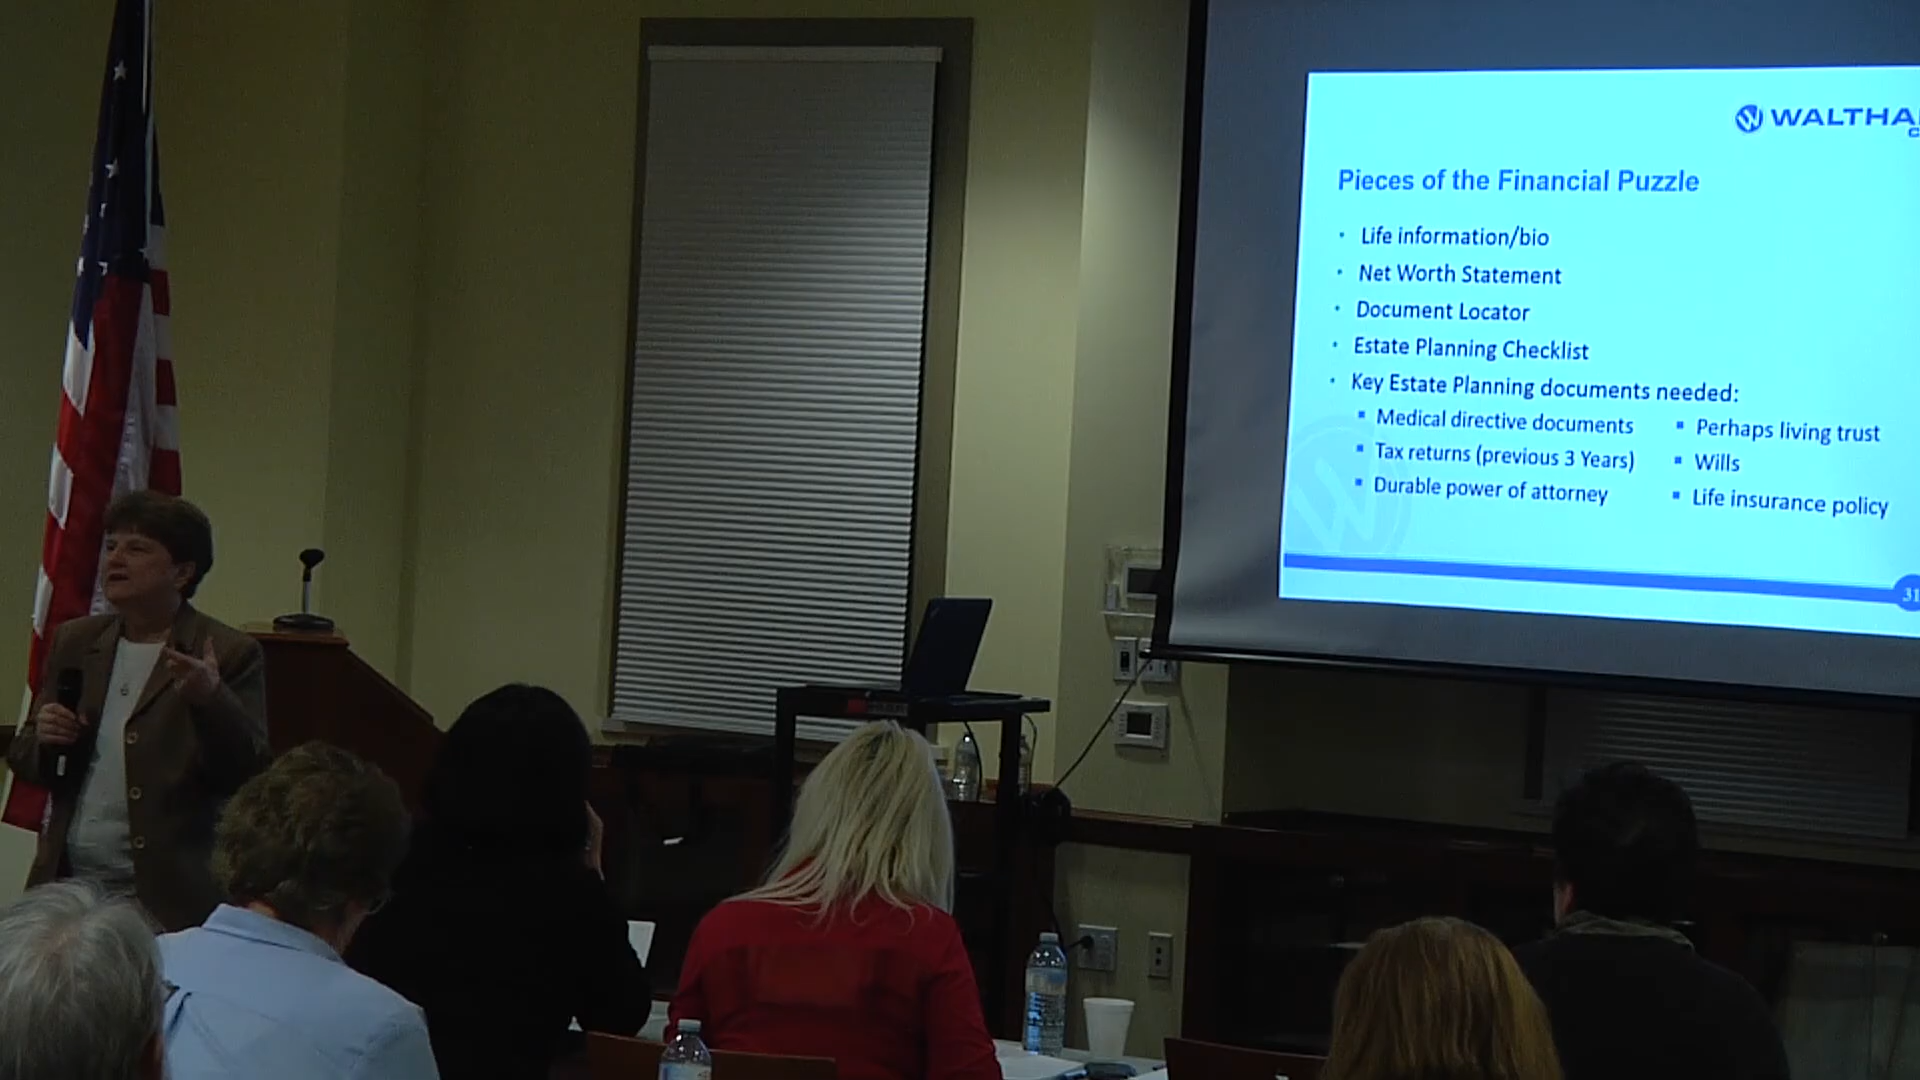 WALTHA
Pieces of the Financial Puzzle
Life information/bio
Net Worth Statement
Document Locator
Estate Planning Checklist
Key Estate Planning documents needed:
Medical directive documents
Tax returns (previous 3 Years)
Durable power of attorney
Perhaps living trust
Wills
Life insurance policy
31